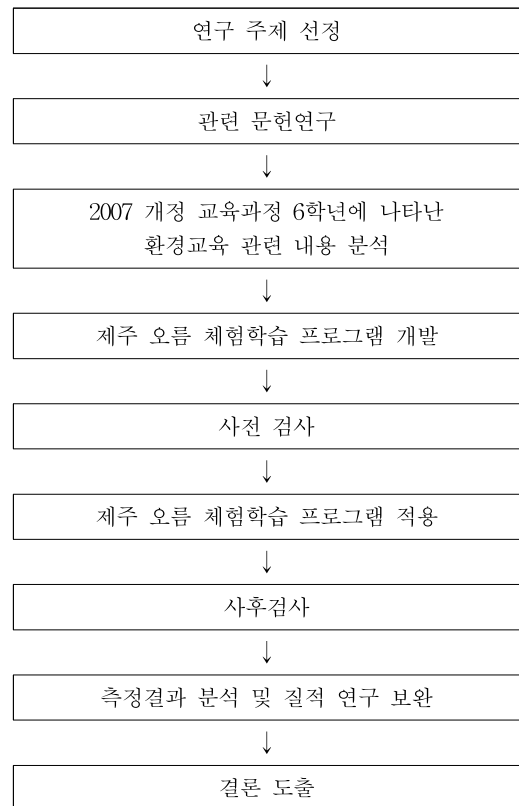 연구 주제 선정
↓
관련 문헌연구
↓
2007 개정 교육과정 6학년에 나타난
환경교육 관련 내용 분석
↓
제주 오름 체험학습 프로그램 개발
↓
사전 검사
↓
제주 오름 체험학습 프로그램 적용
↓
사후검사
↓
측정결과 분석 및 질적 연구 보완
↓
결론 도출